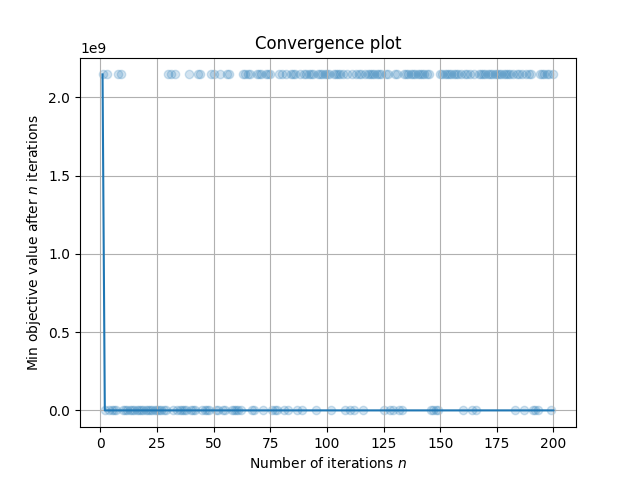 Convergence plot
1e9
Min objective value after n iterations
2.0
1.5
1.0
0.5
0.0
0 25 50 75 100 125 150 175 200
Number of iterations n